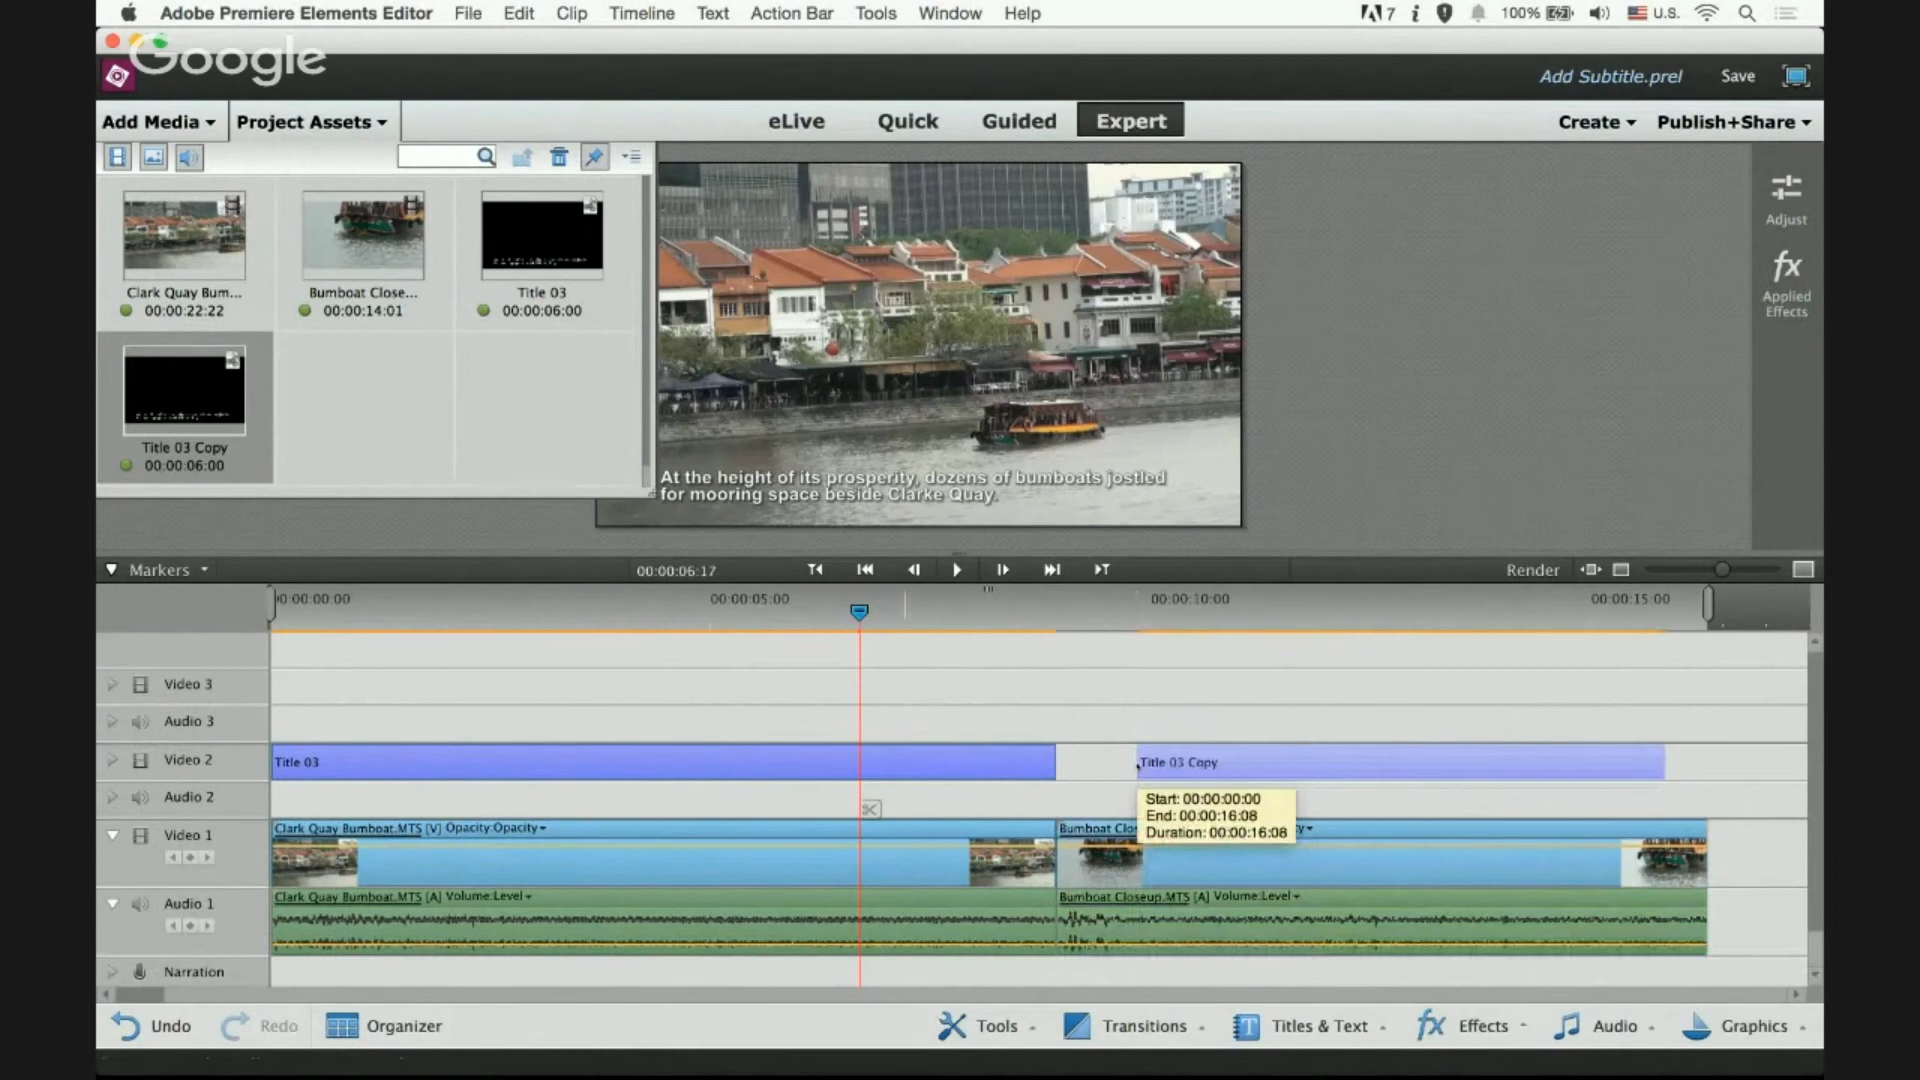 Adobe Premiere Elements Editor File Edit Clip Timeline Text Action Bar Tools Window Help 7 100% U.S.
Google
Add Subtitle.prel Save
Add Media Project Assets eLive Quick Guided Expert Create Publish+Share
Clark Quay Bum...
00:00:22:22
Bumboat Close...
00:00:14:01
Title 03
00:00:06:00
Title 03 Copy
00:00:06:00
Adjust
fx
Applied
Effects
At the height of its prosperity, dozens of bumboats jostled
for mooring space beside Clarke Quay.
Markers 00:00:06:17 Render
00:00:00:00 00:00:05:00 00:00:10:00 00:00:15:00
Video 3
Audio 3
Video 2 Title 03 Title 03 Copy
Audio 2
Start: 00:00:00:00
End: 00:00:16:08
Duration: 00:00:16:08
Video 1 Clark Quay Bumboat.MTS [V] Opacity:Opacity Bumboat Clo
Audio 1 Clark Quay Bumboat.MTS [A] Volume:Level Bumboat Closeup.MTS [A] Volume:Level
Narration
Undo Redo Organizer Tools Transitions T Titles & Text fx Effects Audio Graphics